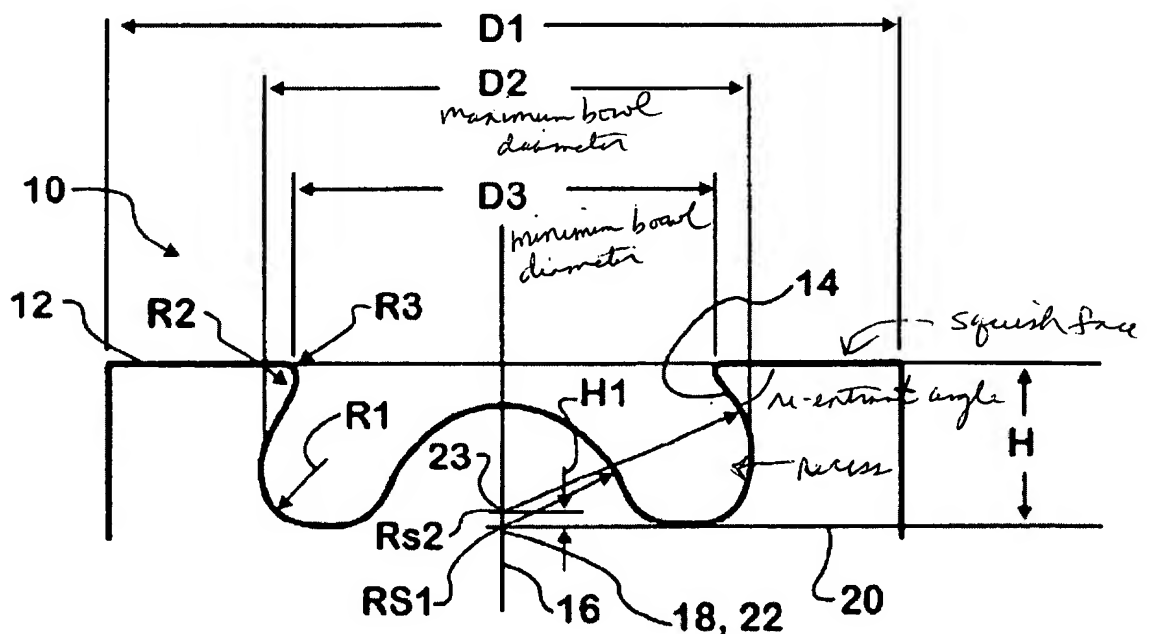 D1
D2
maximum bowl
diameter
D3
minimum bowl
diameter
10
14
12
R2
R3
squish face
R1
H1
re-entrant angle
H
23
recess
Rs2
RS1
16
18, 22
20